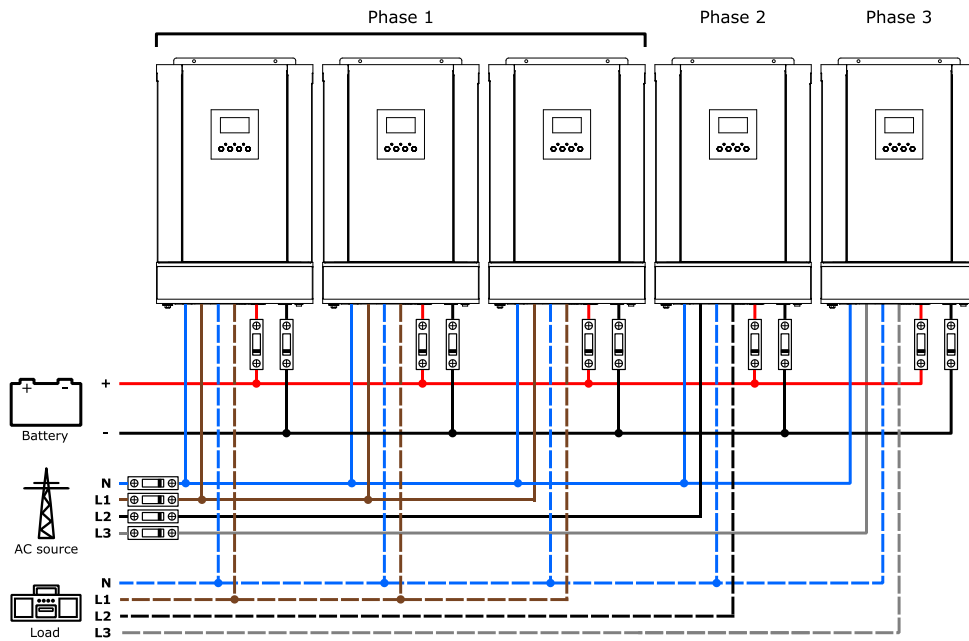 Phase 1
Phase 2
Phase 3
+
+ -
Battery
-
N
L1
L2
L3
AC source
N
L1
L2
L3
Load